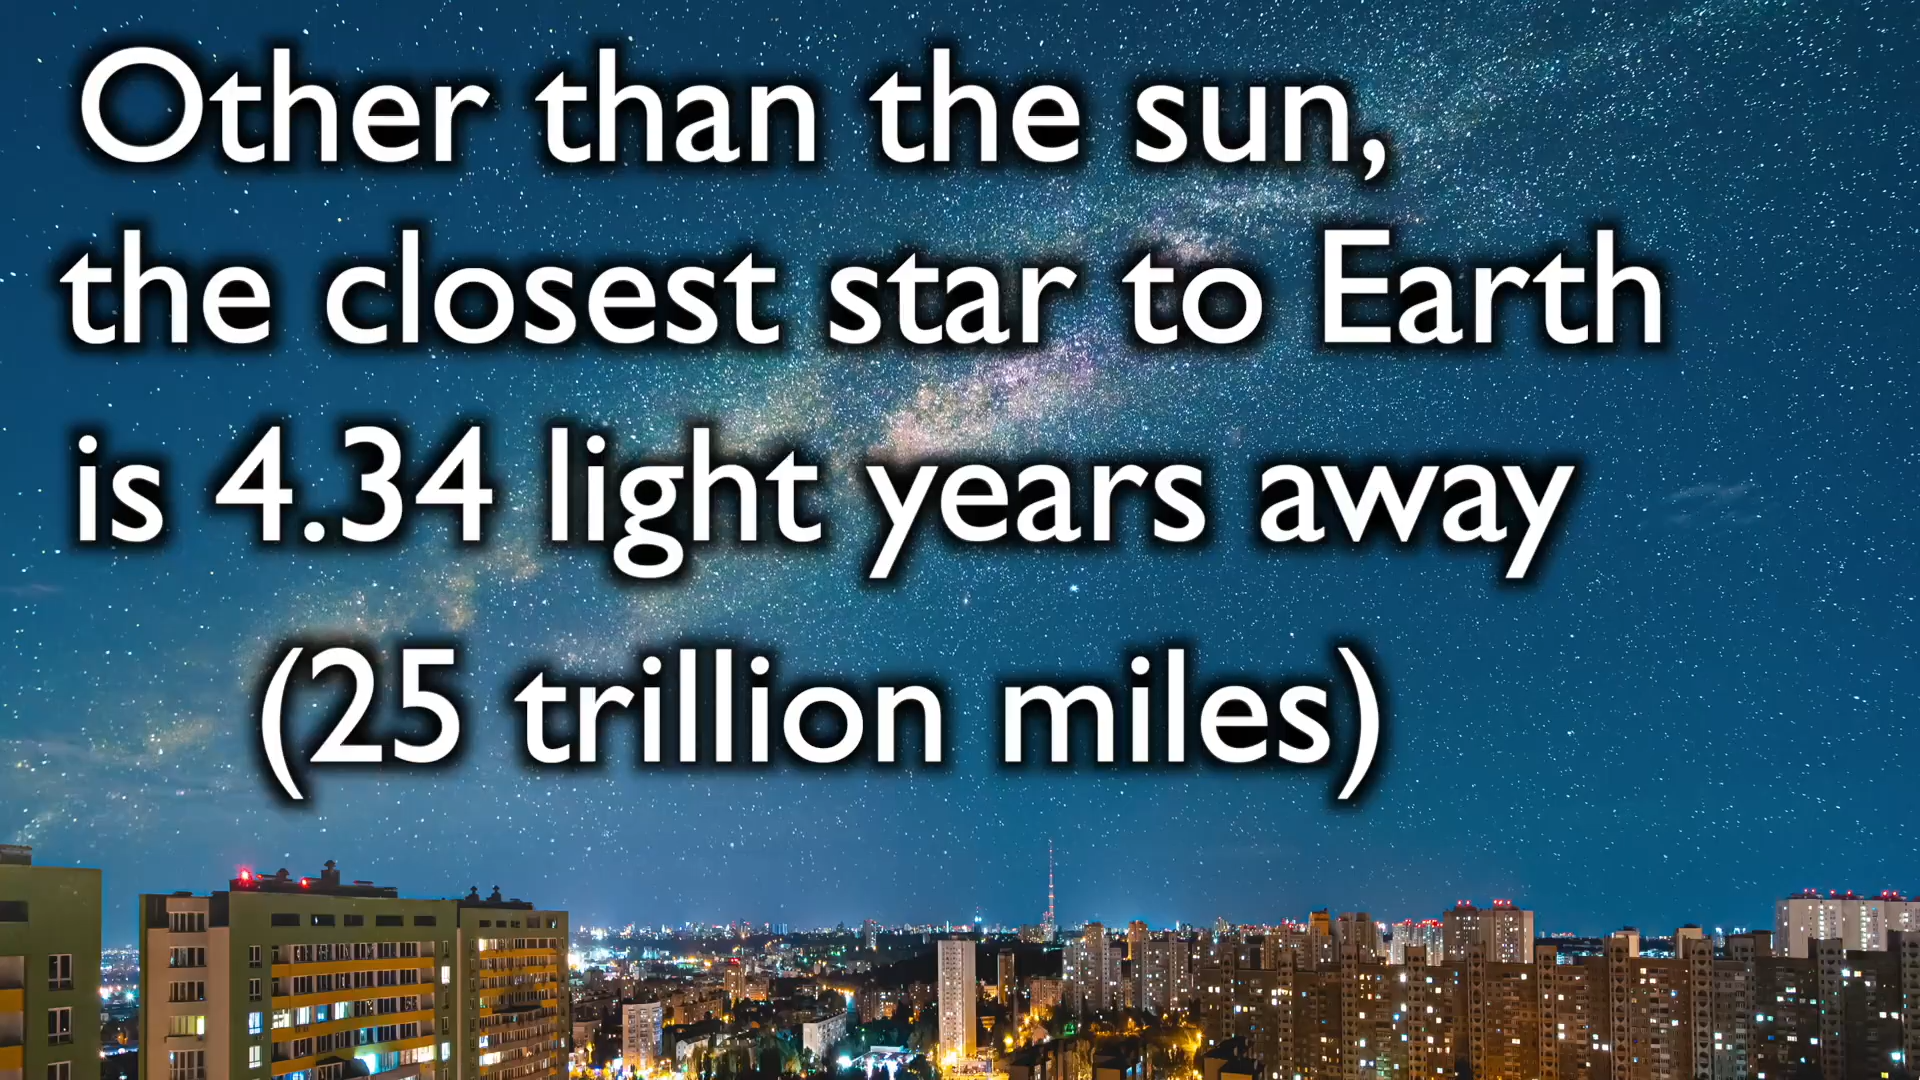 Other than the sun,
the closest star to Earth
is 4.34 light years away
(25 trillion miles)